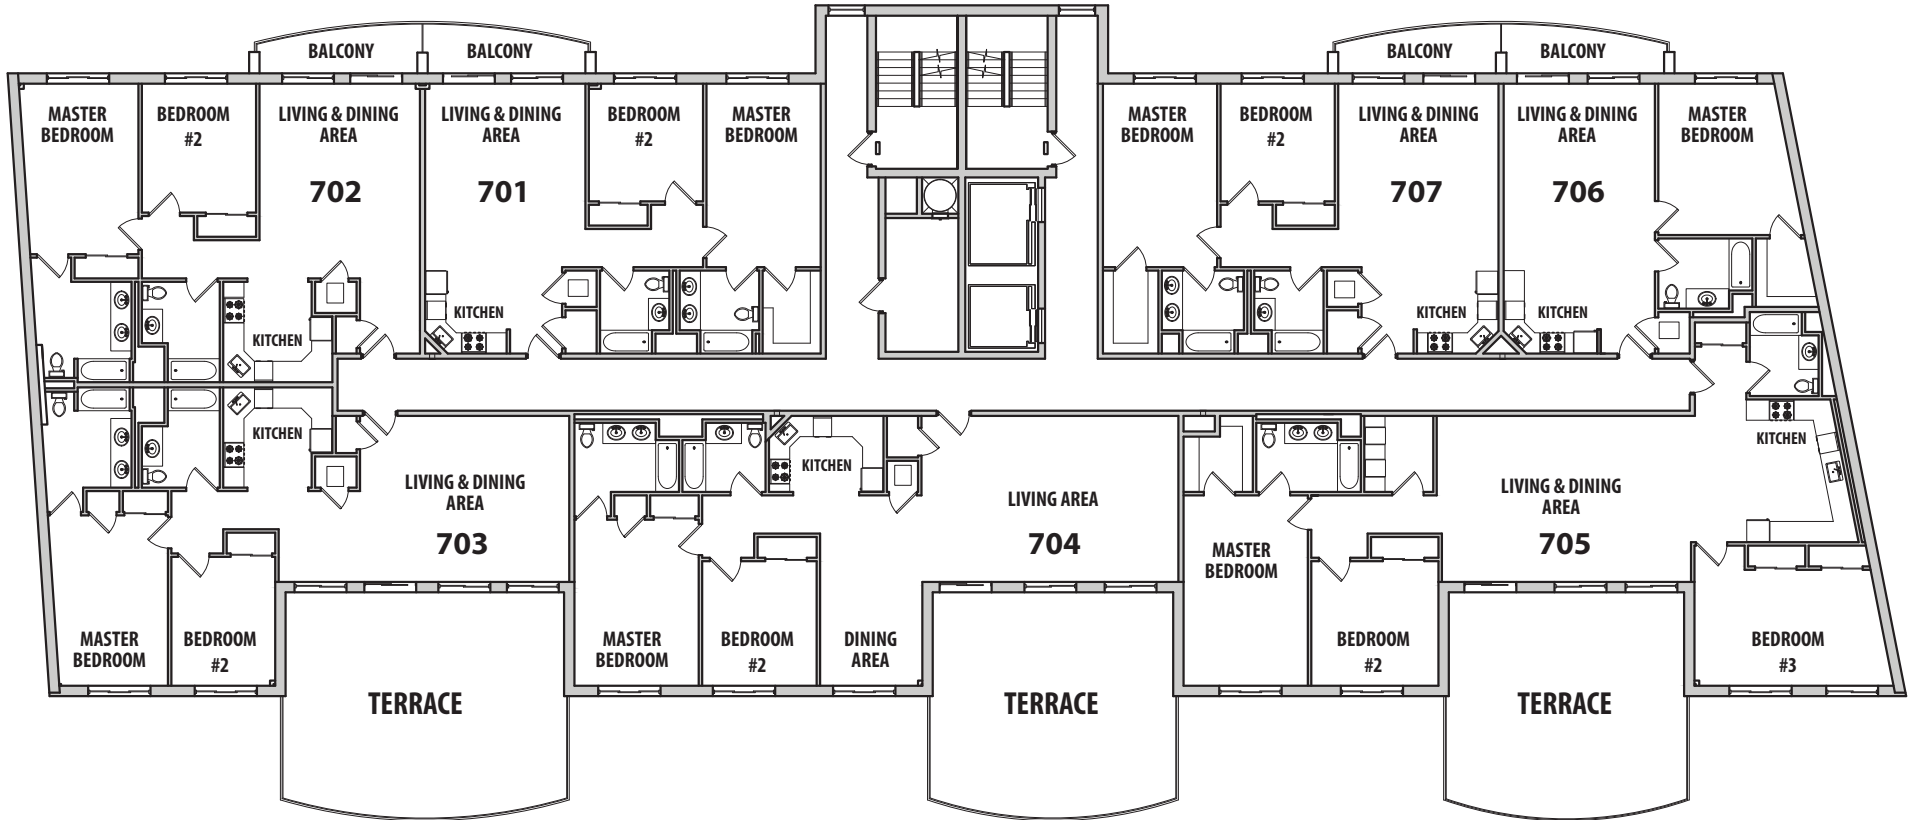 BALCONY
BALCONY
BALCONY
BALCONY
MASTER
BEDROOM
BEDROOM
#2
LIVING & DINING
AREA
702
LIVING & DINING
AREA
701
BEDROOM
#2
MASTER
BEDROOM
MASTER
BEDROOM
BEDROOM
#2
LIVING & DINING
AREA
707
LIVING & DINING
AREA
706
MASTER
BEDROOM
KITCHEN
KITCHEN
KITCHEN
KITCHEN
KITCHEN
LIVING & DINING
AREA
703
KITCHEN
LIVING AREA
704
LIVING & DINING
AREA
705
KITCHEN
MASTER
BEDROOM
MASTER
BEDROOM
BEDROOM
#2
MASTER
BEDROOM
BEDROOM
#2
DINING
AREA
BEDROOM
#2
BEDROOM
#3
TERRACE
TERRACE
TERRACE